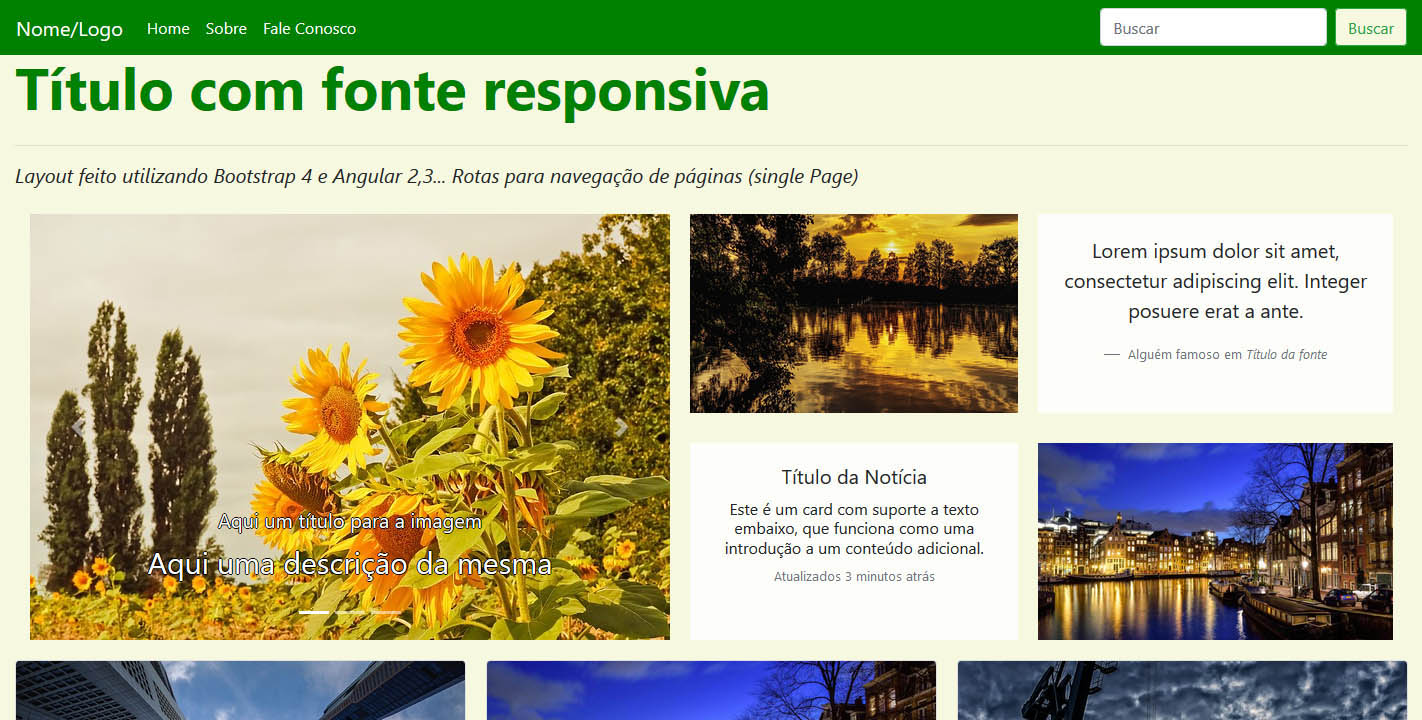 Nome/Logo Home Sobre Fale Conosco Buscar Buscar
Título com fonte responsiva
Layout feito utilizando Bootstrap 4 e Angular 2,3... Rotas para navegação de páginas (single Page)
Aqui um título para a imagem
Aqui uma descrição da mesma
Lorem ipsum dolor sit amet,
consectetur adipiscing elit. Integer
posuere erat a ante.
— Alguém famoso em Título da fonte
Título da Notícia
Este é um card com suporte a texto
embaixo, que funciona como uma
introdução a um conteúdo adicional.
Atualizados 3 minutos atrás